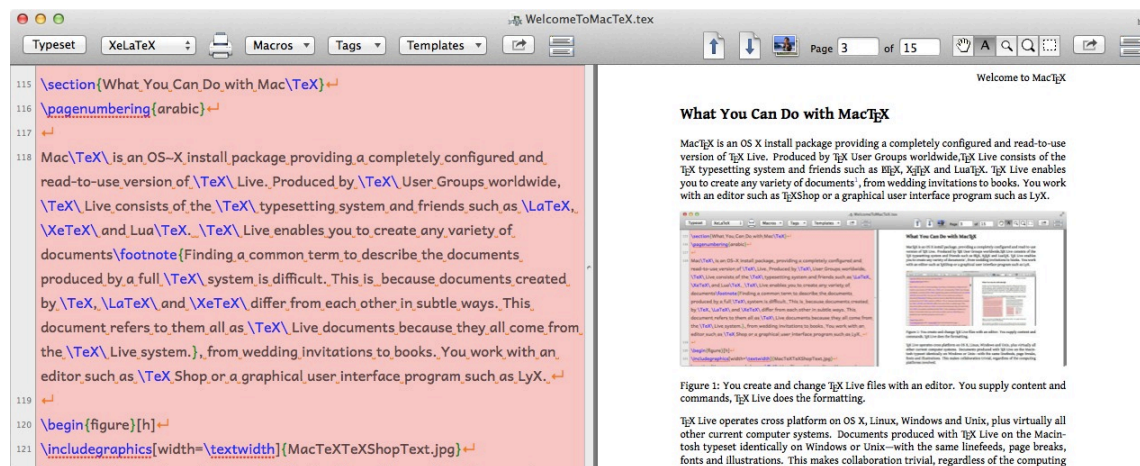 WelcomeToMacTeX.tex
Typeset XeLaTeX Macros Tags Templates
Page 3 of 15
115 \section{What You Can Do with Mac\TeX}
116 \pagenumbering{arabic}
117
118 Mac\TeX\ is an OS~X install package providing a completely configured and
read-to-use version of \TeX\ Live. Produced by \TeX\ User Groups worldwide,
\TeX\ Live consists of the \TeX\ typesetting system and friends such as \LaTeX,
\XeTeX\ and Lua\TeX. \TeX\ Live enables you to create any variety of
documents\footnote{Finding a common term to describe the documents
produced by a full \TeX\ system is difficult. This is because documents created
by \TeX, \LaTeX\ and \XeTeX\ differ from each other in subtle ways. This
document refers to them all as \TeX\ Live documents because they all come from
the \TeX\ Live system.}, from wedding invitations to books. You work with an
editor such as \TeX Shop or a graphical user interface program such as LyX.
119
120 \begin{figure}[h]
121 \includegraphics[width=\textwidth]{MacTeXTeXShopText.jpg}
Welcome to MacTeX
What You Can Do with MacTeX
MacTeX is an OS X install package providing a completely configured and read-to-use
version of TeX Live. Produced by TeX User Groups worldwide,TeX Live consists of the
TeX typesetting system and friends such as LaTeX, XeTeX and LuaTeX. TeX Live enables
you to create any variety of documents1, from wedding invitations to books. You work
with an editor such as TeXShop or a graphical user interface program such as LyX.
Figure 1: You create and change TeX Live files with an editor. You supply content and
commands, TeX Live does the formatting.
TeX Live operates cross platform on OS X, Linux, Windows and Unix, plus virtually all
other current computer systems. Documents produced with TeX Live on the Macin-
tosh typeset identically on Windows or Unix—with the same linefeeds, page breaks,
fonts and illustrations. This makes collaboration trivial, regardless of the computing